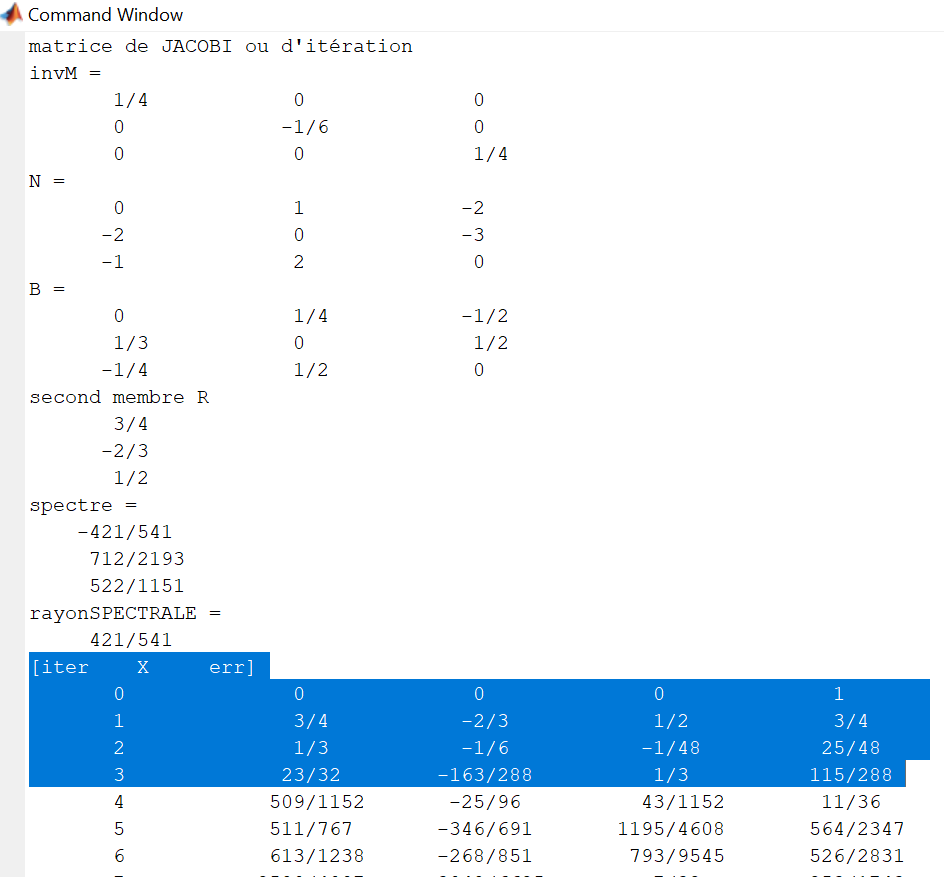 Command Window
matrice de JACOBI ou d'itération
invM =
1/4 0 0
0 -1/6 0
0 0 1/4
N =
0 1 -2
-2 0 -3
-1 2 0
B =
0 1/4 -1/2
1/3 0 1/2
-1/4 1/2 0
second membre R
3/4
-2/3
1/2
spectre =
-421/541
712/2193
522/1151
rayonSPECTRALE =
421/541
[iter X err]
0 0 0 0 1
1 3/4 -2/3 1/2 3/4
2 1/3 -1/6 -1/48 25/48
3 23/32 -163/288 1/3 115/288
4 509/1152 -25/96 43/1152 11/36
5 511/767 -346/691 1195/4608 564/2347
6 613/1238 -268/851 793/9545 526/2831